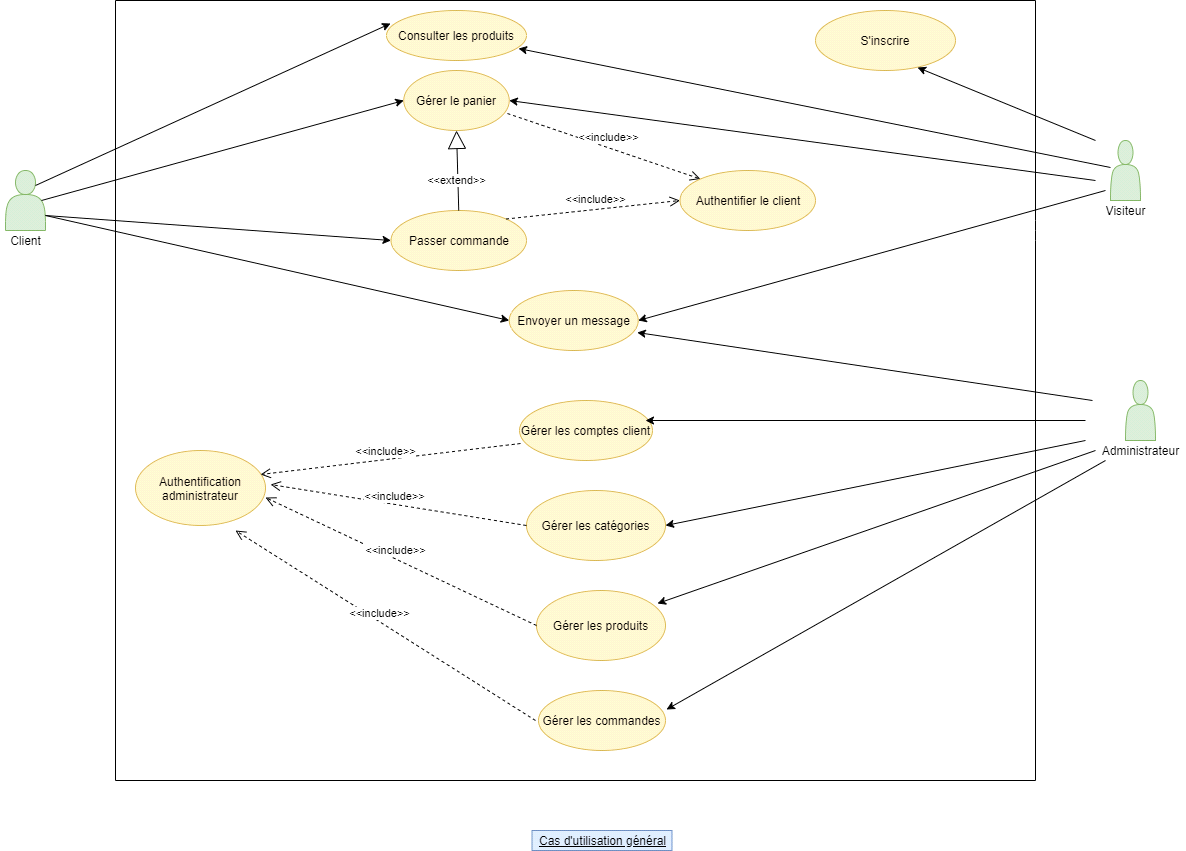 Consulter les produits
S'inscrire
Gérer le panier
<<include>>
<<extend>>
<<include>>
Authentifier le client
Visiteur
Client
Passer commande
Envoyer un message
Gérer les comptes client
<<include>>
Administrateur
Authentification
administrateur
<<include>>
Gérer les catégories
<<include>>
<<include>>
Gérer les produits
Gérer les commandes
Cas d'utilisation général